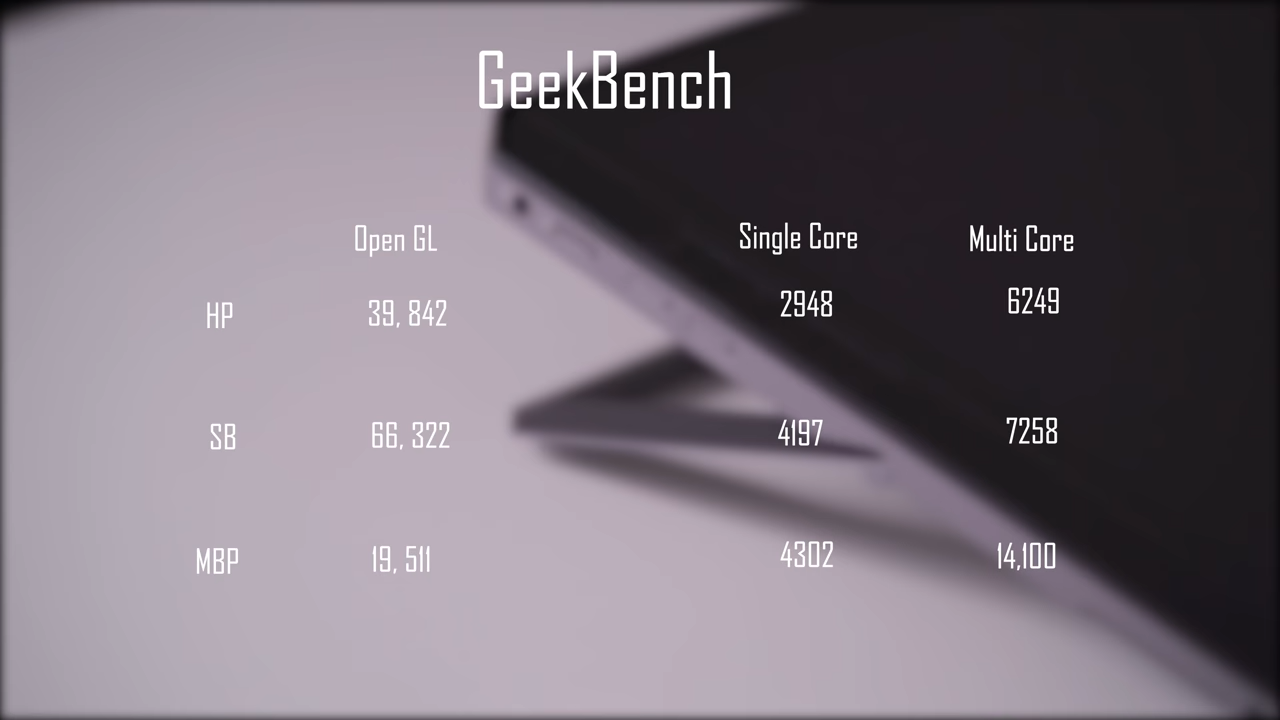 GeekBench
Open GL Single Core Multi Core
HP 39, 842 2948 6249
SB 66, 322 4197 7258
MBP 19, 511 4302 14,100